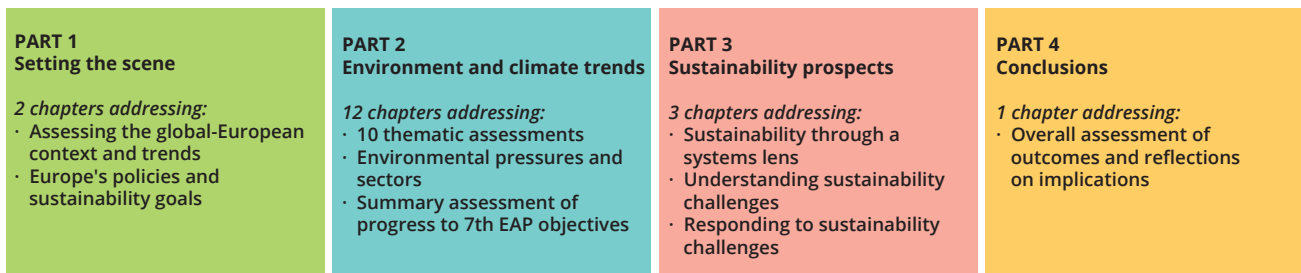 PART 1
Setting the scene
2 chapters addressing:
· Assessing the global-European
context and trends
· Europe's policies and
sustainability goals
PART 2
Environment and climate trends
12 chapters addressing:
· 10 thematic assessments
· Environmental pressures and
sectors
· Summary assessment of
progress to 7th EAP objectives
PART 3
Sustainability prospects
3 chapters addressing:
· Sustainability through a
systems lens
· Understanding sustainability
challenges
· Responding to sustainability
challenges
PART 4
Conclusions
1 chapter addressing:
· Overall assessment of
outcomes and reflections
on implications